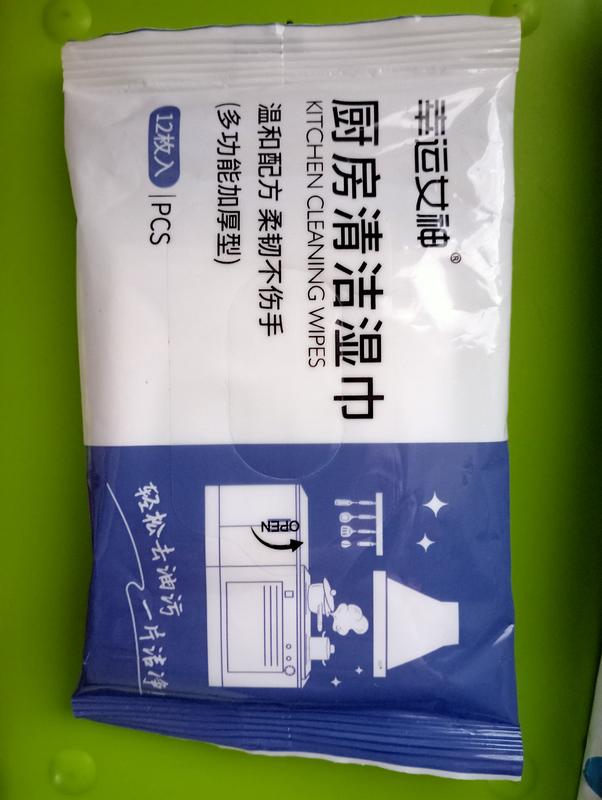 幸运女神®
厨房清洁湿巾
KITCHEN CLEANING WIPES
温和配方 柔韧不伤手
(多功能加厚型)
12枚入 | PCS
OPEN
轻松去油污
一片洁净